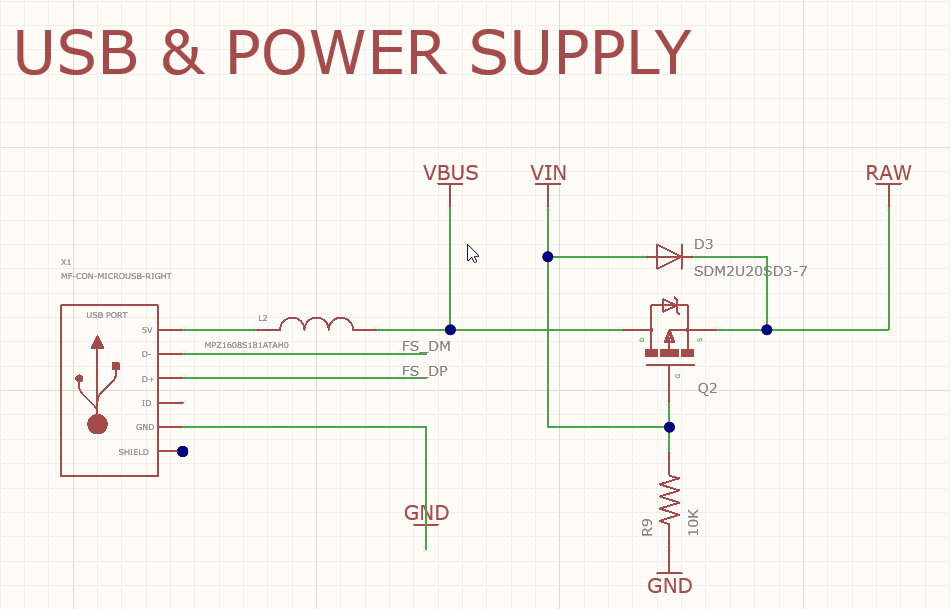 USB & POWER SUPPLY
VBUS
VIN
RAW
D3
SDM2U20SD3-7
X1
MF-CON-MICROUSB-RIGHT
USB PORT
5V
D-
D+
ID
GND
SHIELD
L2
MPZ1608S181ATAH0
FS_DM
FS_DP
GND
D
S
G
Q2
R9
10K
GND